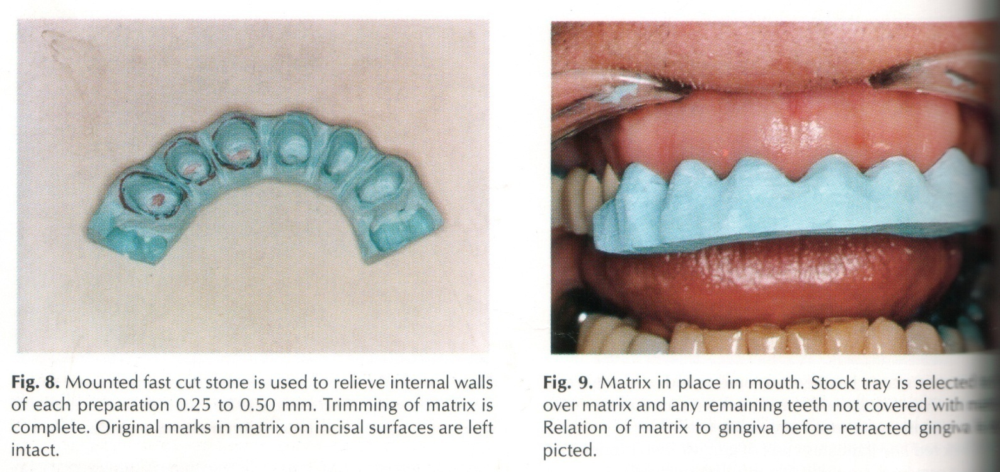 Fig. 8. Mounted fast cut stone is used to relieve internal walls
of each preparation 0.25 to 0.50 mm. Trimming of matrix is
complete. Original marks in matrix on incisal surfaces are left
intact.
Fig. 9. Matrix in place in mouth. Stock tray is selected
over matrix and any remaining teeth not covered with
Relation of matrix to gingiva before retracted gingiva
picted.